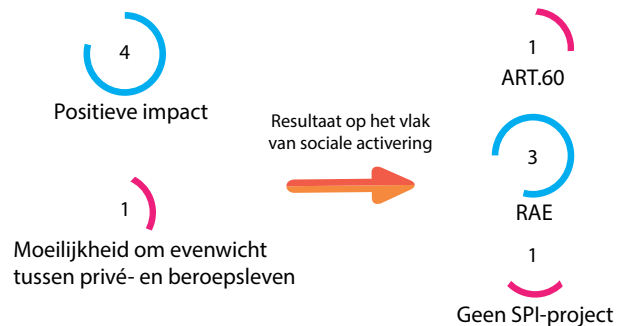 4
Positieve impact
1
Moeilijkheid om evenwicht
tussen privé- en beroepsleven
Resultaat op het vlak
van sociale activering
1
ART.60
3
RAE
1
Geen SPI-project